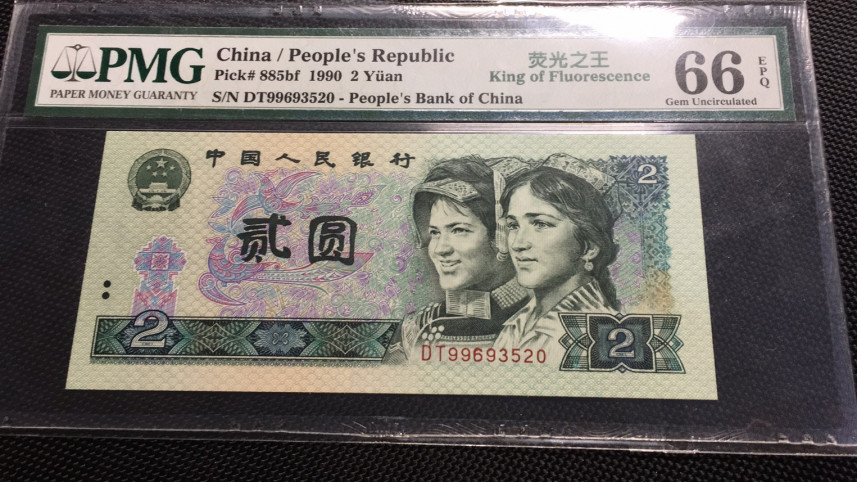 PMG
PAPER MONEY GUARANTY
China / People's Republic
Pick# 885bf 1990 2 Yüan
S/N DT99693520 - People's Bank of China
荧光之王
King of Fluorescence
66 EPQ
Gem Uncirculated
中国人民银行
2
贰圆
2
DT99693520
2